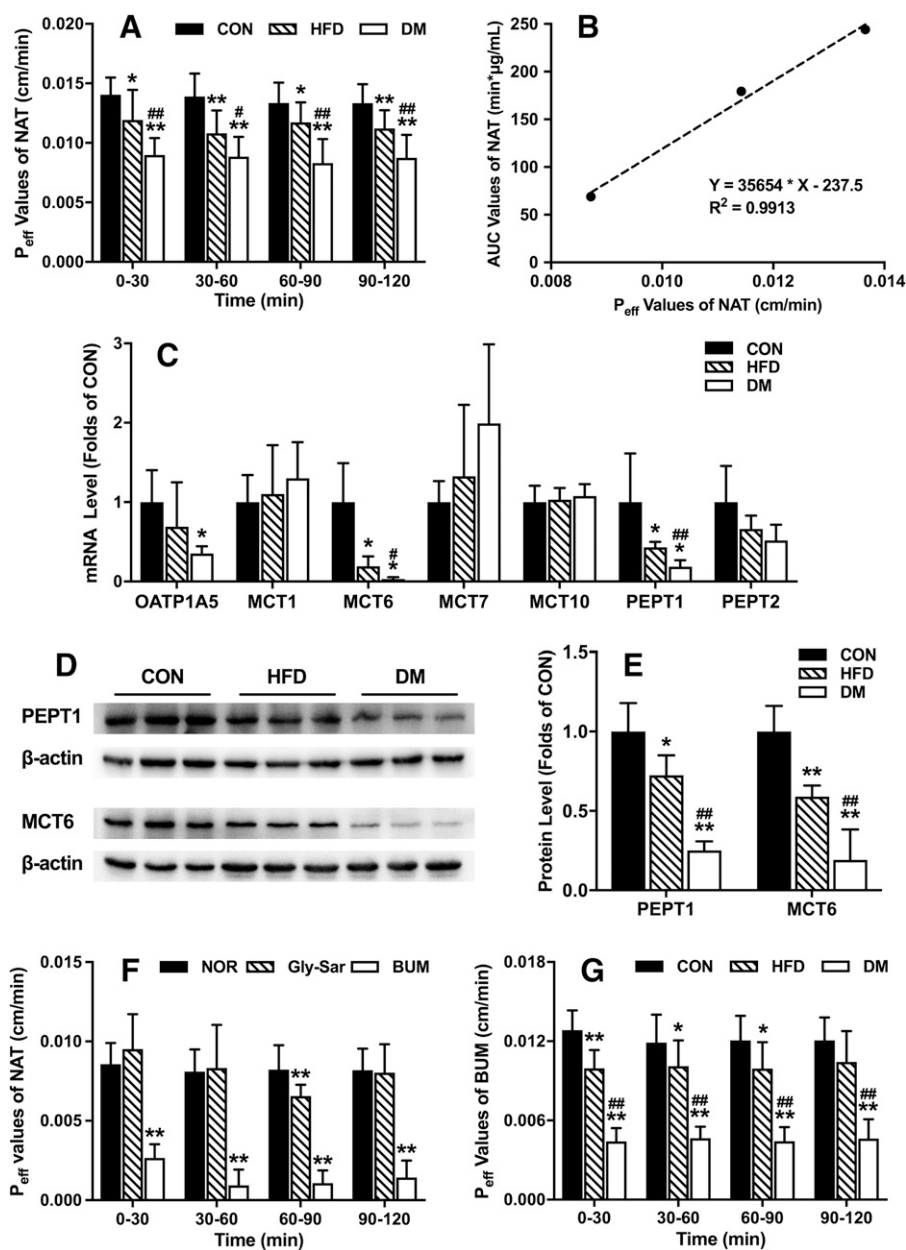 A
CON HFD DM
P_eff Values of NAT (cm/min)
0.020
0.015
0.010
0.005
0.000
* ## ** ** # ** * ## ** ** ## **
0-30 30-60 60-90 90-120
Time (min)
B
AUC Values of NAT
(min*µg/mL)
250
200
150
100
50
0
Y = 35654 * X - 237.5
R² = 0.9913
0.008 0.010 0.012 0.014
P_eff Values of NAT (cm/min)
C
CON
HFD
DM
mRNA Level (Folds of CON)
3
2
1
0
* * # * * ## *
OATP1A5 MCT1 MCT6 MCT7 MCT10 PEPT1 PEPT2
D
CON HFD DM
PEPT1
β-actin
MCT6
β-actin
E
CON
HFD
DM
Protein Level (Folds of CON)
1.5
1.0
0.5
0.0
* ## ** ** ## **
PEPT1 MCT6
F
NOR Gly-Sar BUM
P_eff values of NAT (cm/min)
0.015
0.010
0.005
0.000
** ** ** ** **
0-30 30-60 60-90 90-120
Time (min)
G
CON HFD DM
P_eff Values of BUM (cm/min)
0.018
0.012
0.006
0.000
** ## ** * ## ** * ## ** ## **
0-30 30-60 60-90 90-120
Time (min)